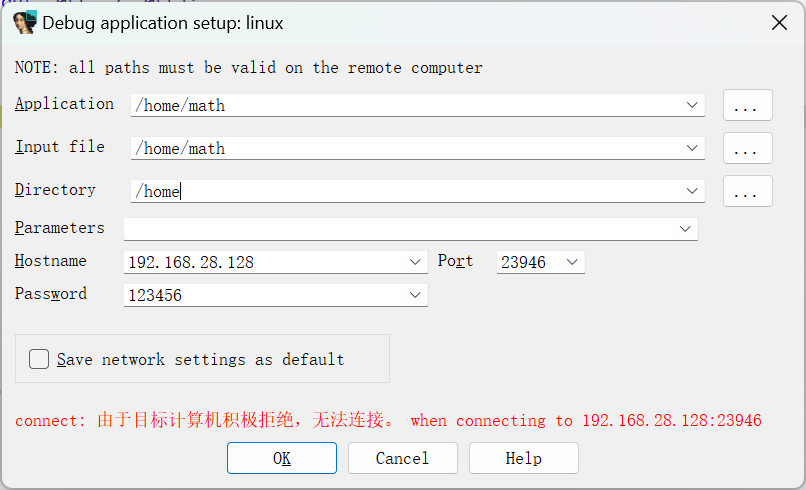 Debug application setup: linux
NOTE: all paths must be valid on the remote computer
Application /home/math ...
Input file /home/math ...
Directory /home ...
Parameters
Hostname 192.168.28.128 Port 23946
Password 123456
Save network settings as default
connect: 由于目标计算机积极拒绝，无法连接。 when connecting to 192.168.28.128:23946
OK Cancel Help